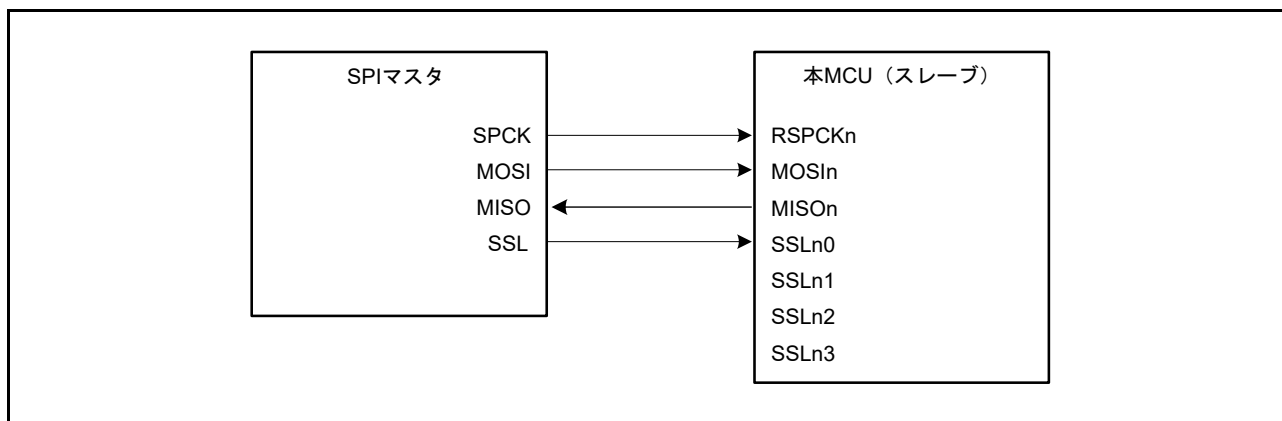 SPIマスタ
本MCU（スレーブ）
SPCK
RSPCKn
MOSI
MOSIn
MISO
MISOn
SSL
SSLn0
SSLn1
SSLn2
SSLn3